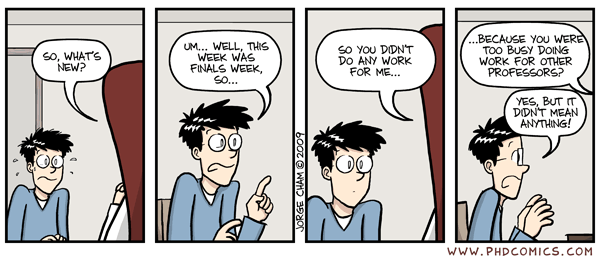 SO, WHAT'S
NEW?
UM... WELL, THIS
WEEK WAS
FINALS WEEK,
SO...
JORGE CHAM © 2009
SO YOU DIDN'T
DO ANY WORK
FOR ME...
...BECAUSE YOU WERE
TOO BUSY DOING
WORK FOR OTHER
PROFESSORS?
YES, BUT IT
DIDN'T MEAN
ANYTHING!
WWW.PHDCOMICS.COM